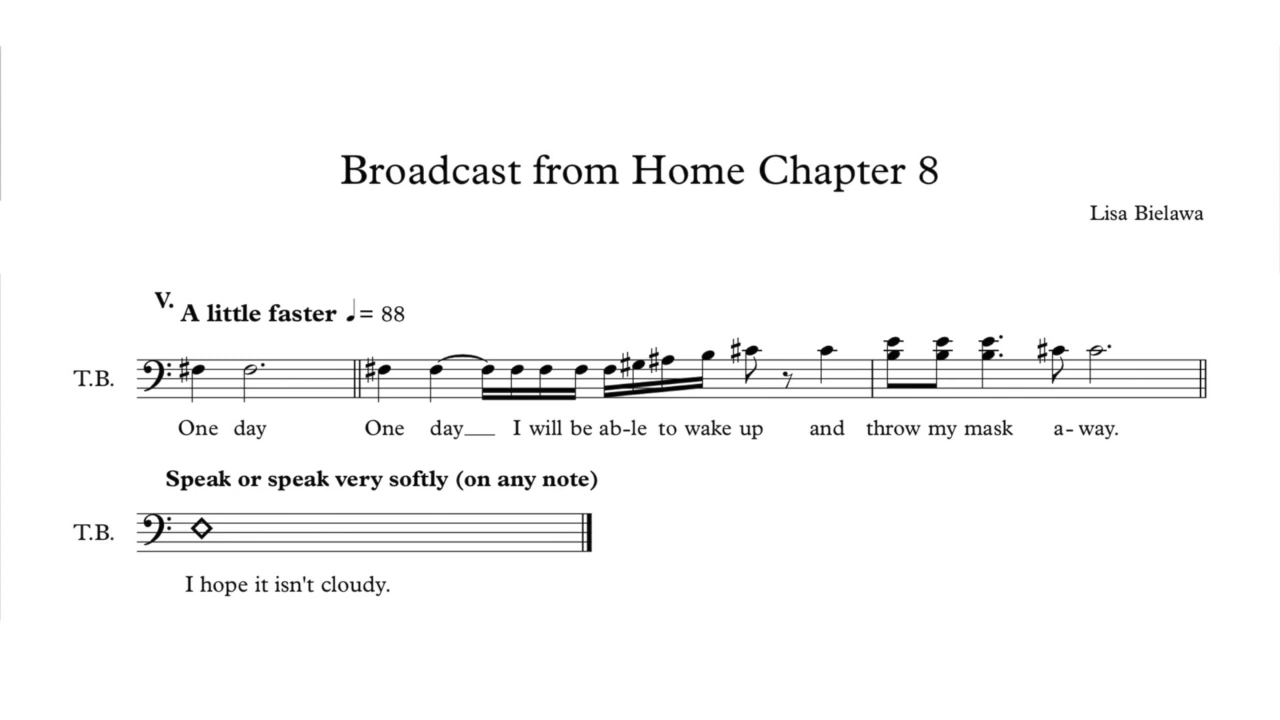 Broadcast from Home Chapter 8
Lisa Bielawa
V. A little faster ♩= 88
T.B.
One day One day__ I will be ab-le to wake up and throw my mask a- way.
Speak or speak very softly (on any note)
T.B.
I hope it isn't cloudy.